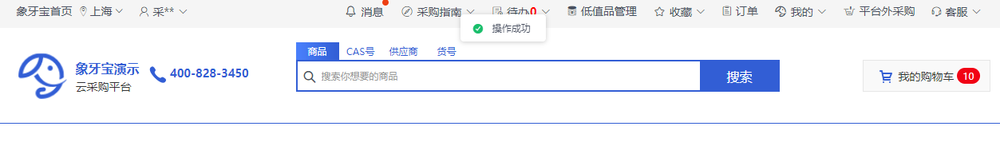 象牙宝首页 上海 采** 消息 采购指南 待办0 低值品管理 收藏 订单 我的 平台外采购 客服
操作成功
商品 CAS号 供应商 货号
象牙宝演示 400-828-3450 搜索你想要的商品 搜索 我的购物车 10
云采购平台